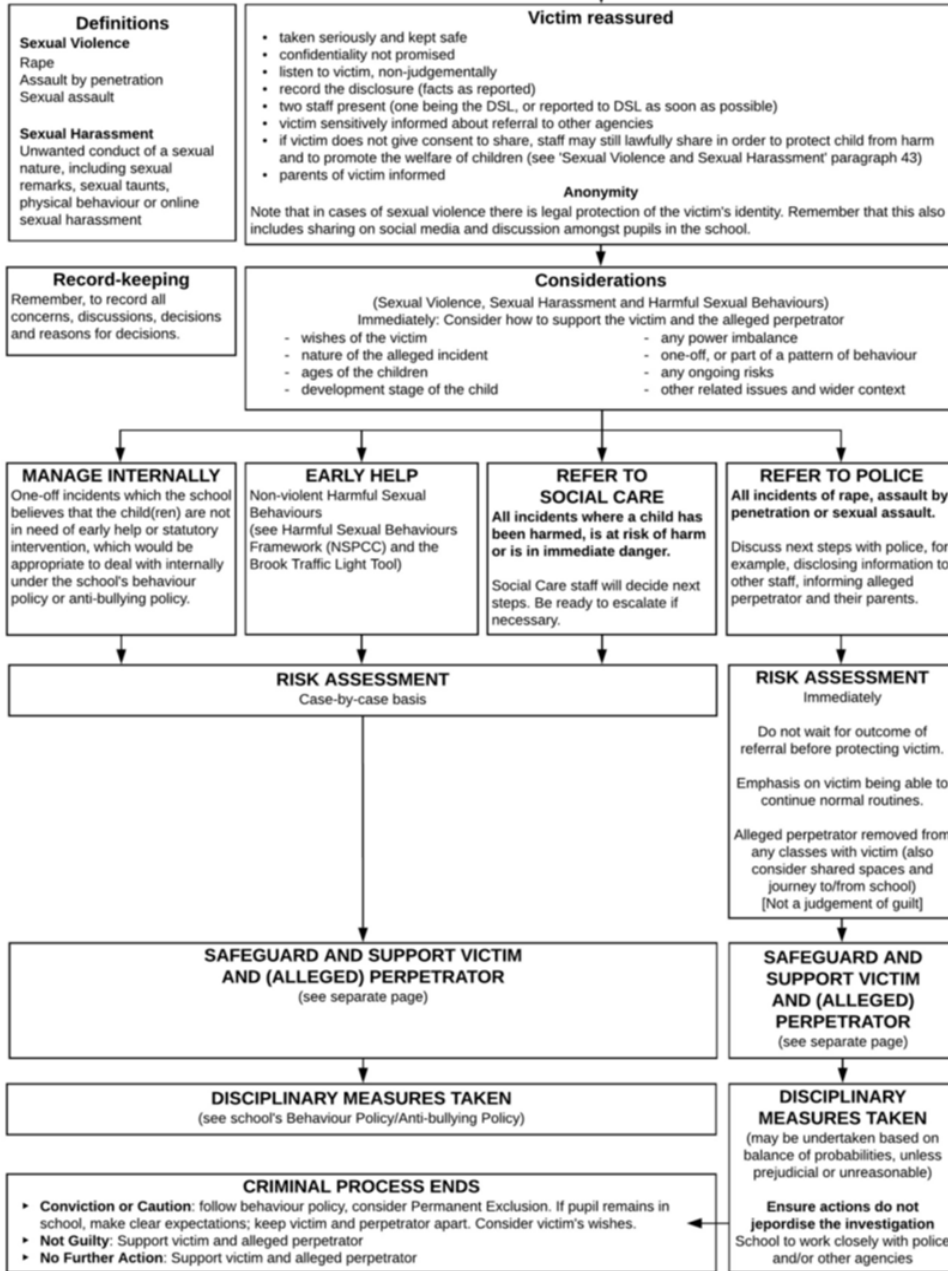 Definitions
Sexual Violence
Rape
Assault by penetration
Sexual assault
Sexual Harassment
Unwanted conduct of a sexual
nature, including sexual
remarks, sexual taunts,
physical behaviour or online
sexual harassment
Victim reassured
• taken seriously and kept safe
• confidentiality not promised
• listen to victim, non-judgementally
• record the disclosure (facts as reported)
• two staff present (one being the DSL, or reported to DSL as soon as possible)
• victim sensitively informed about referral to other agencies
• if victim does not give consent to share, staff may still lawfully share in order to protect child from harm
and to promote the welfare of children (see 'Sexual Violence and Sexual Harassment' paragraph 43)
• parents of victim informed
Anonymity
Note that in cases of sexual violence there is legal protection of the victim's identity. Remember that this also
includes sharing on social media and discussion amongst pupils in the school.
Record-keeping
Remember, to record all
concerns, discussions, decisions
and reasons for decisions.
Considerations
(Sexual Violence, Sexual Harassment and Harmful Sexual Behaviours)
Immediately: Consider how to support the victim and the alleged perpetrator
- wishes of the victim
- nature of the alleged incident
- ages of the children
- development stage of the child
- any power imbalance
- one-off, or part of a pattern of behaviour
- any ongoing risks
- other related issues and wider context
MANAGE INTERNALLY
One-off incidents which the school
believes that the child(ren) are not
in need of early help or statutory
intervention, which would be
appropriate to deal with internally
under the school's behaviour
policy or anti-bullying policy.
EARLY HELP
Non-violent Harmful Sexual
Behaviours
(see Harmful Sexual Behaviours
Framework (NSPCC) and the
Brook Traffic Light Tool)
REFER TO
SOCIAL CARE
All incidents where a child has
been harmed, is at risk of harm
or is in immediate danger.
Social Care staff will decide next
steps. Be ready to escalate if
necessary.
REFER TO POLICE
All incidents of rape, assault by
penetration or sexual assault.
Discuss next steps with police, for
example, disclosing information to
other staff, informing alleged
perpetrator and their parents.
RISK ASSESSMENT
Case-by-case basis
RISK ASSESSMENT
Immediately
Do not wait for outcome of
referral before protecting victim.
Emphasis on victim being able to
continue normal routines.
Alleged perpetrator removed from
any classes with victim (also
consider shared spaces and
journey to/from school)
[Not a judgement of guilt]
SAFEGUARD AND SUPPORT VICTIM
AND (ALLEGED) PERPETRATOR
(see separate page)
SAFEGUARD AND
SUPPORT VICTIM
AND (ALLEGED)
PERPETRATOR
(see separate page)
DISCIPLINARY MEASURES TAKEN
(see school's Behaviour Policy/Anti-bullying Policy)
DISCIPLINARY
MEASURES TAKEN
(may be undertaken based on
balance of probabilities, unless
prejudicial or unreasonable)
Ensure actions do not
jepordise the investigation
School to work closely with police
and/or other agencies
CRIMINAL PROCESS ENDS
▸ Conviction or Caution: follow behaviour policy, consider Permanent Exclusion. If pupil remains in
school, make clear expectations; keep victim and perpetrator apart. Consider victim's wishes.
▸ Not Guilty: Support victim and alleged perpetrator
▸ No Further Action: Support victim and alleged perpetrator